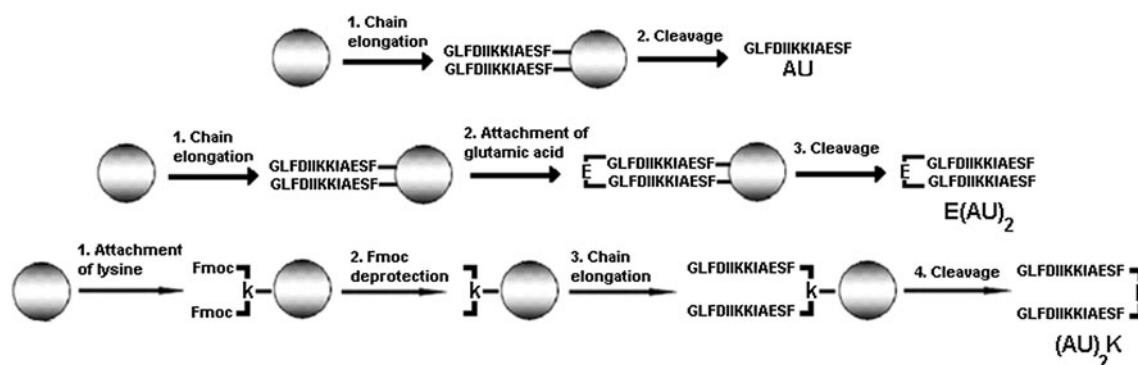 1. Chain
elongation
GLFDIIKKIAESF
GLFDIIKKIAESF
2. Cleavage
GLFDIIKKIAESF
AU
1. Chain
elongation
GLFDIIKKIAESF
GLFDIIKKIAESF
2. Attachment of
glutamic acid
E
GLFDIIKKIAESF
GLFDIIKKIAESF
3. Cleavage
E
GLFDIIKKIAESF
GLFDIIKKIAESF
E(AU)2
1. Attachment
of lysine
Fmoc
k
Fmoc
2. Fmoc
deprotection
k
3. Chain
elongation
GLFDIIKKIAESF
k
GLFDIIKKIAESF
4. Cleavage
GLFDIIKKIAESF
GLFDIIKKIAESF
(AU)2K